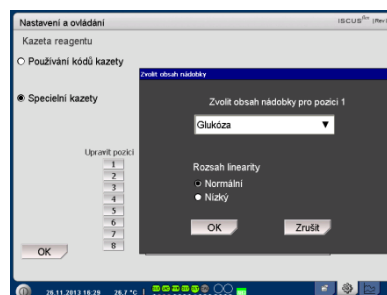 Nastavení a ovládání
ISCUS
Kazeta reagentu
Používání kódů kazety
Specielní kazety
Upravit pozici
1
2
3
4
5
6
7
8
OK
Zvolit obsah nádobky
Zvolit obsah nádobky pro pozici 1
Glukóza
Rozsah linearity
Normální
Nízký
OK
Zrušit
26.11.2013 16:29
26.7 °C